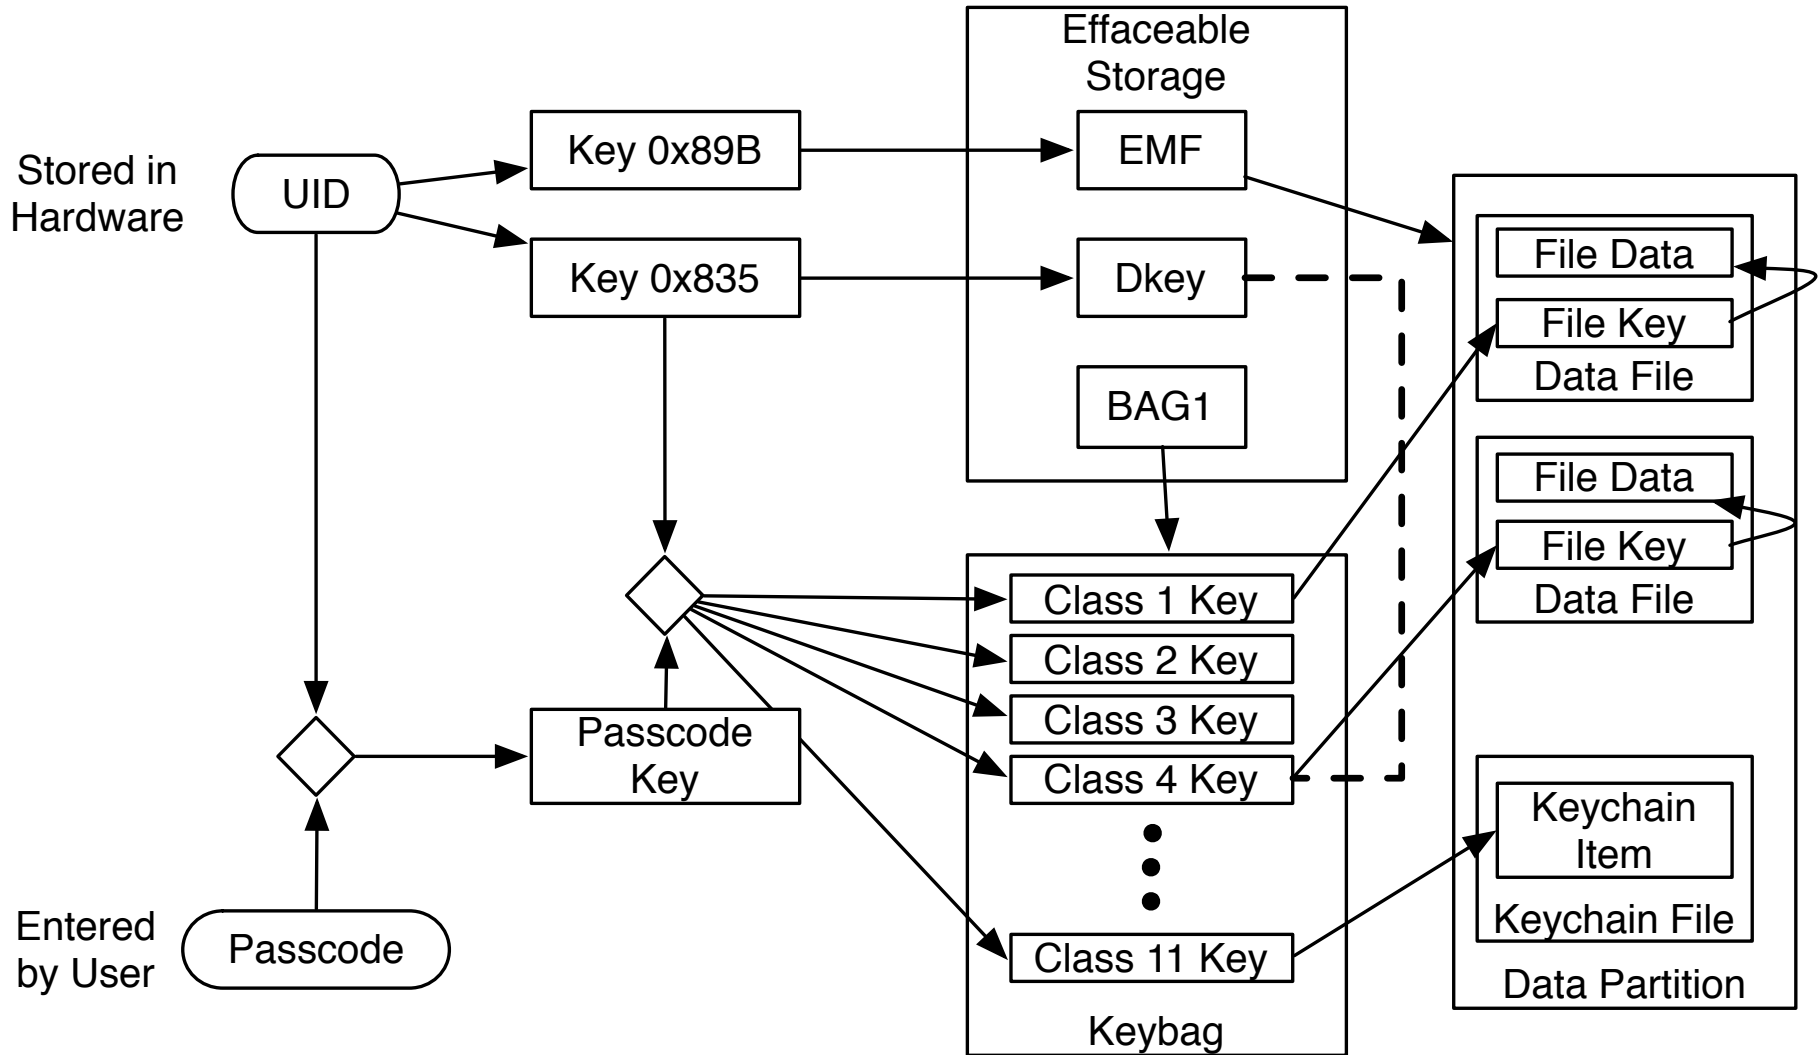 Effaceable
Storage
Key 0x89B
EMF
Stored in
Hardware
UID
Key 0x835
Dkey
BAG1
File Data
File Key
Data File
File Data
File Key
Data File
Class 1 Key
Class 2 Key
Class 3 Key
Class 4 Key
Passcode
Key
Keychain
Item
Keychain File
Entered
by User
Passcode
Class 11 Key
Data Partition
Keybag